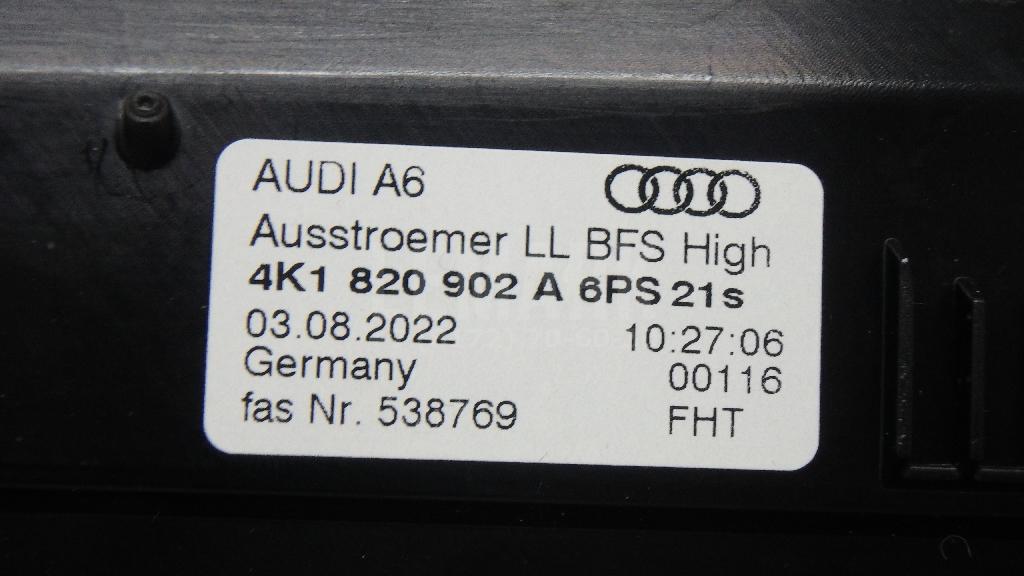 AUDI A6
Ausstroemer LL BFS High
4K1 820 902 A 6PS 21s
03.08.2022 10:27:06
Germany 00116
fas Nr. 538769 FHT